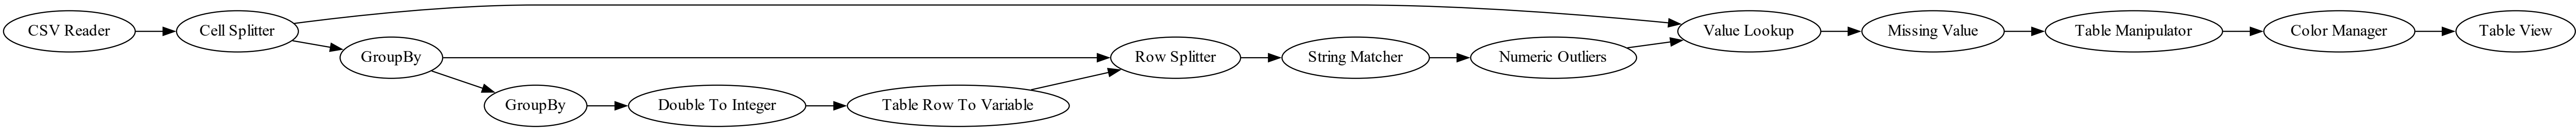 CSV Reader
Cell Splitter
GroupBy
GroupBy
Double To Integer
Table Row To Variable
Row Splitter
String Matcher
Numeric Outliers
Value Lookup
Missing Value
Table Manipulator
Color Manager
Table View